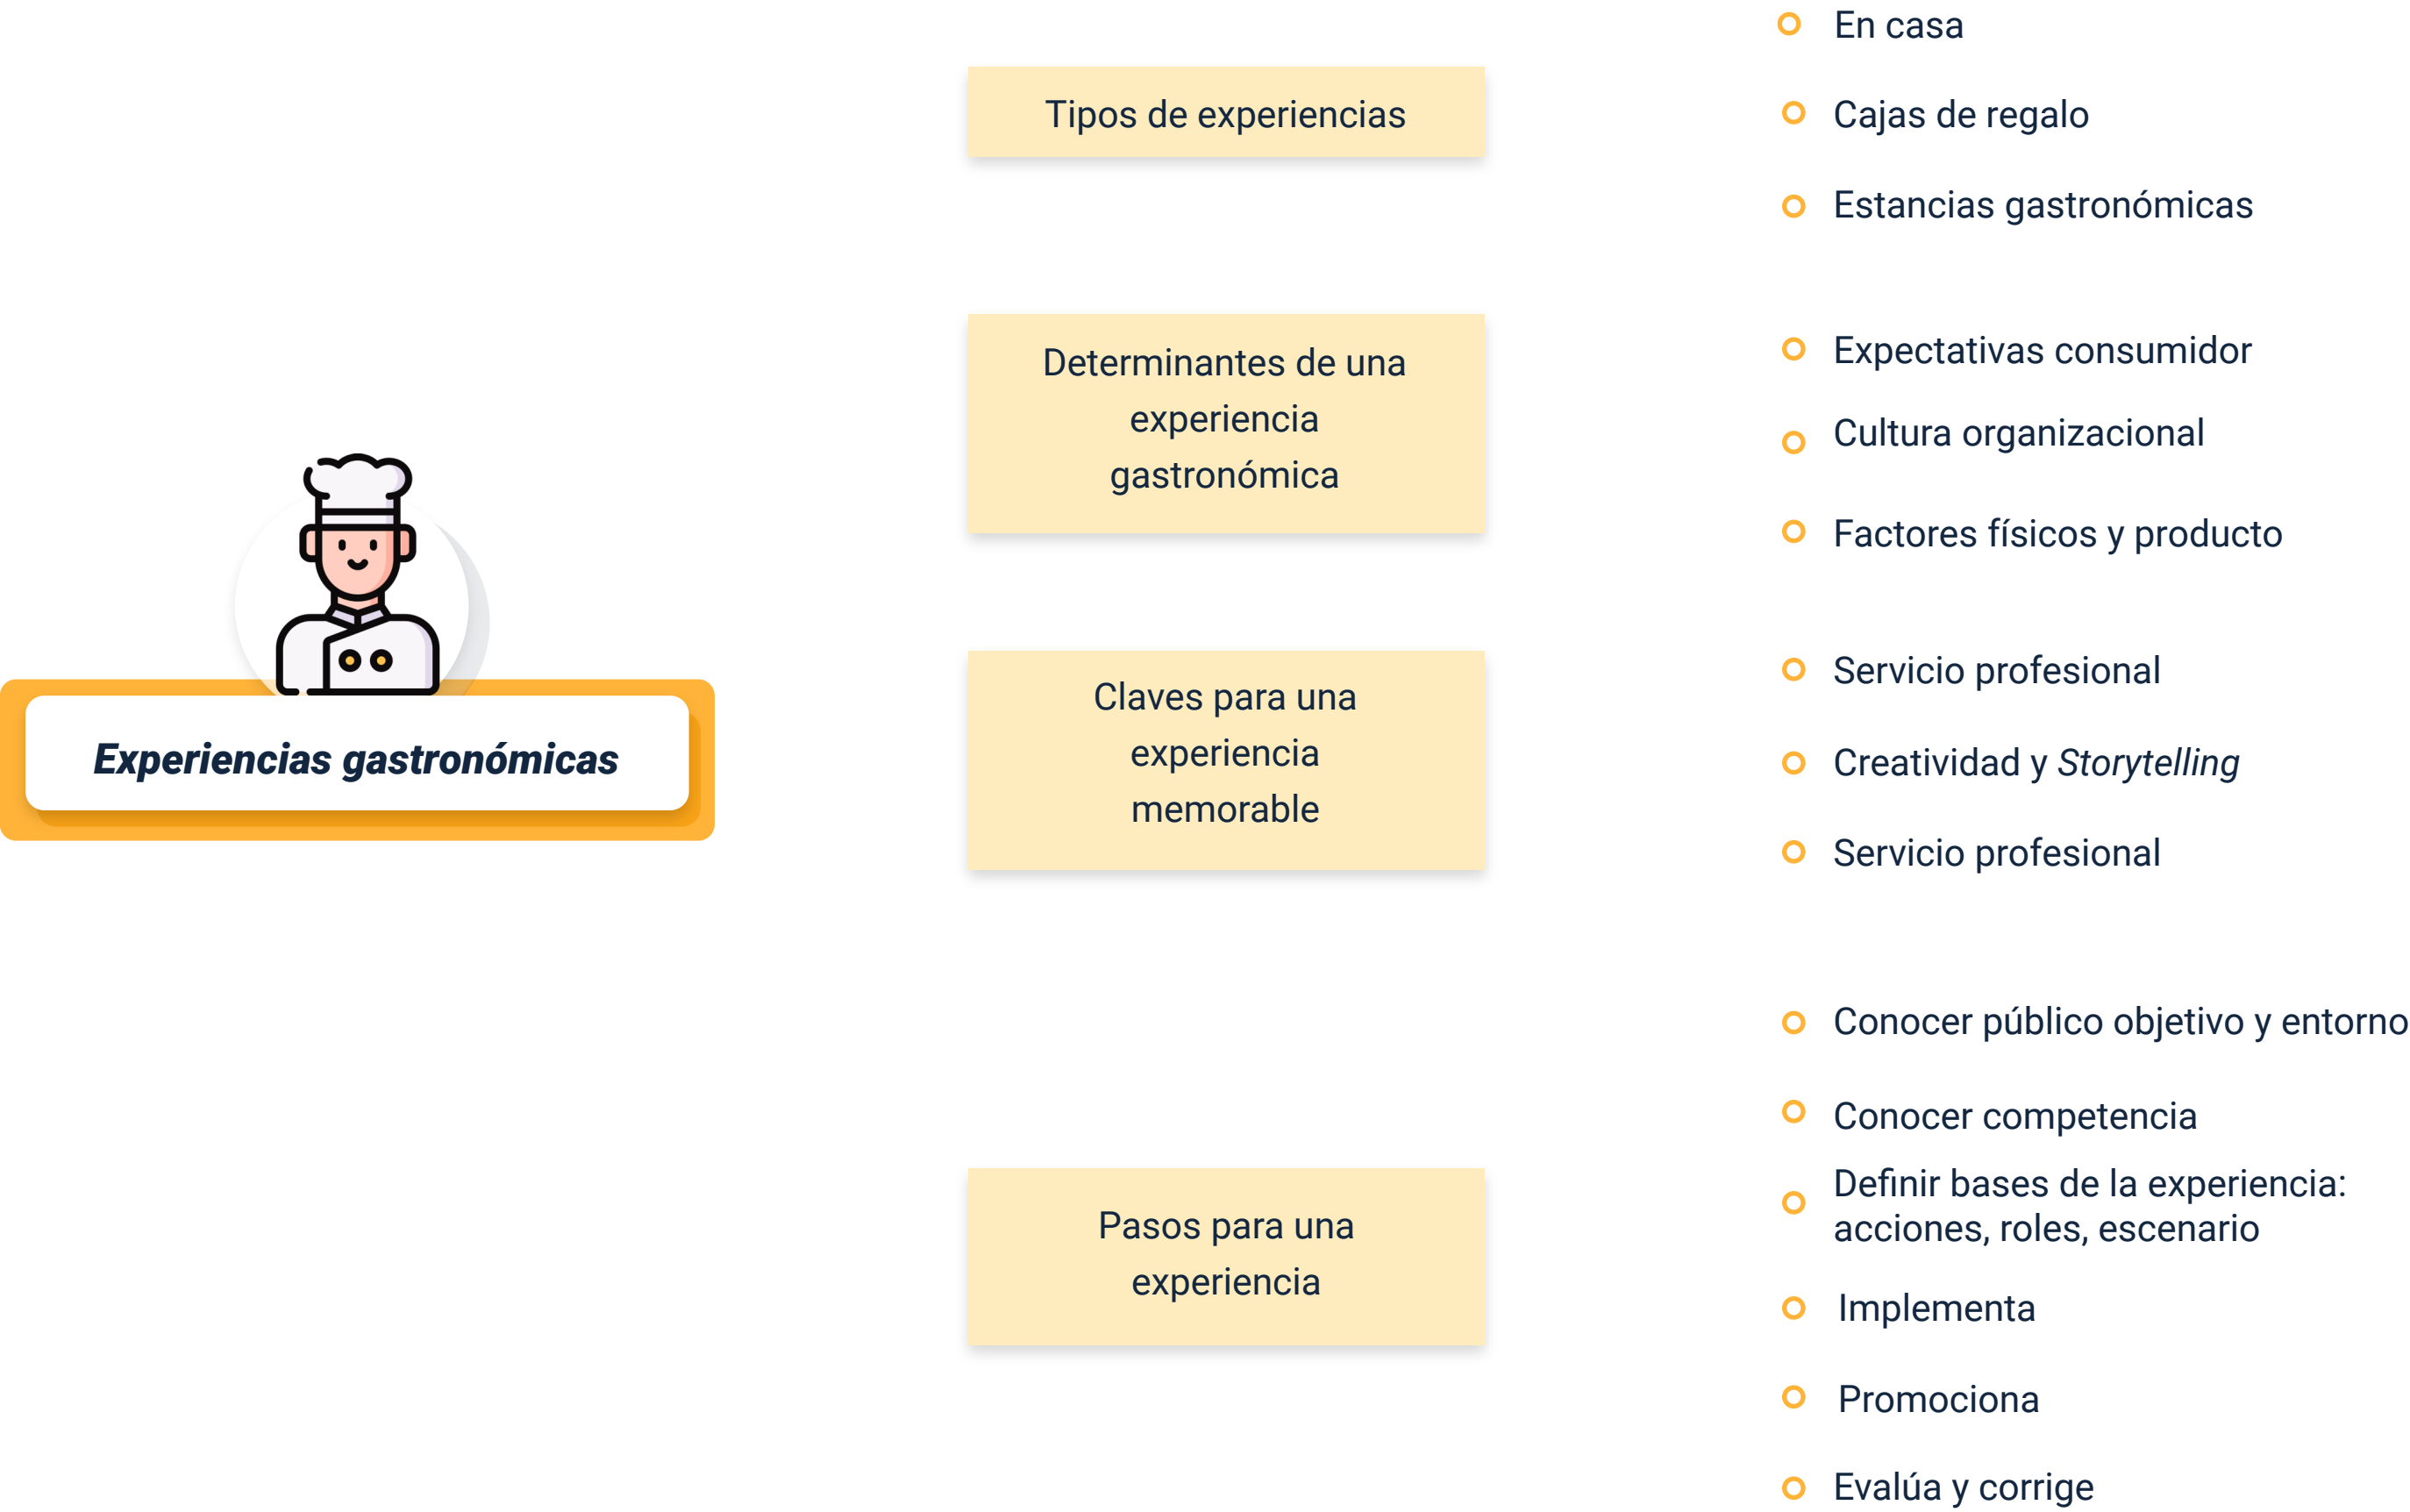 Experiencias gastronómicas
Tipos de experiencias
En casa
Cajas de regalo
Estancias gastronómicas
Determinantes de una
experiencia
gastronómica
Expectativas consumidor
Cultura organizacional
Factores físicos y producto
Claves para una
experiencia
memorable
Servicio profesional
Creatividad y Storytelling
Servicio profesional
Pasos para una
experiencia
Conocer público objetivo y entorno
Conocer competencia
Definir bases de la experiencia:
acciones, roles, escenario
Implementa
Promociona
Evalúa y corrige